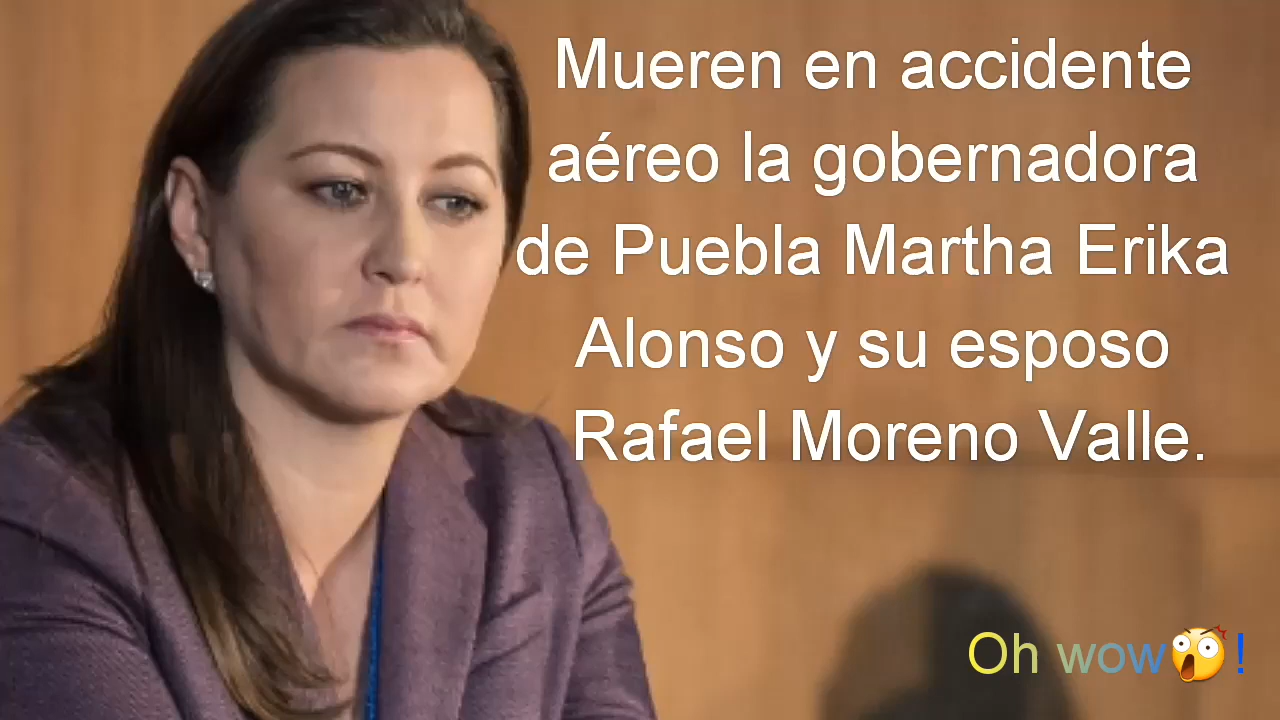 Mueren en accidente
aéreo la gobernadora
de Puebla Martha Erika
Alonso y su esposo
Rafael Moreno Valle.
Oh wow😲!